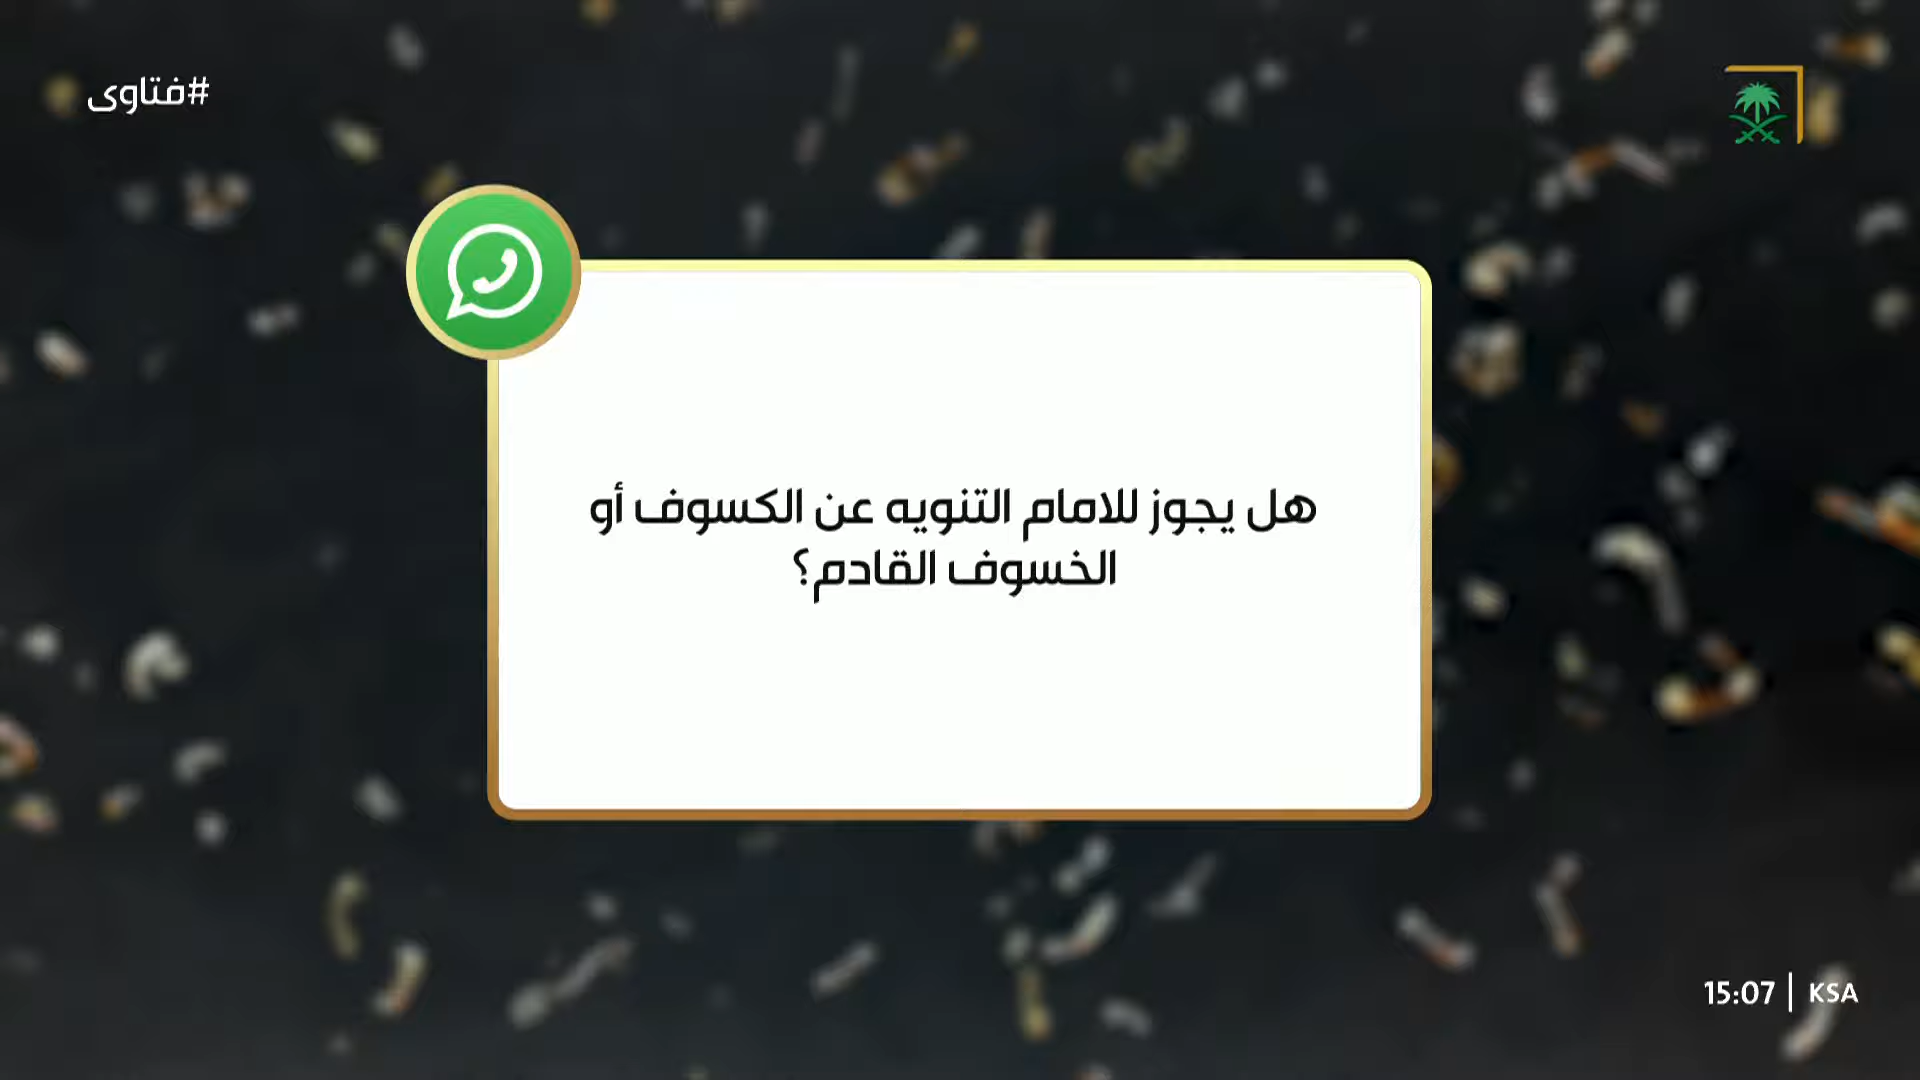 #فتاوى
هل يجوز للامام التنويه عن الكسوف أو
الخسوف القادم؟
15:07 | KSA